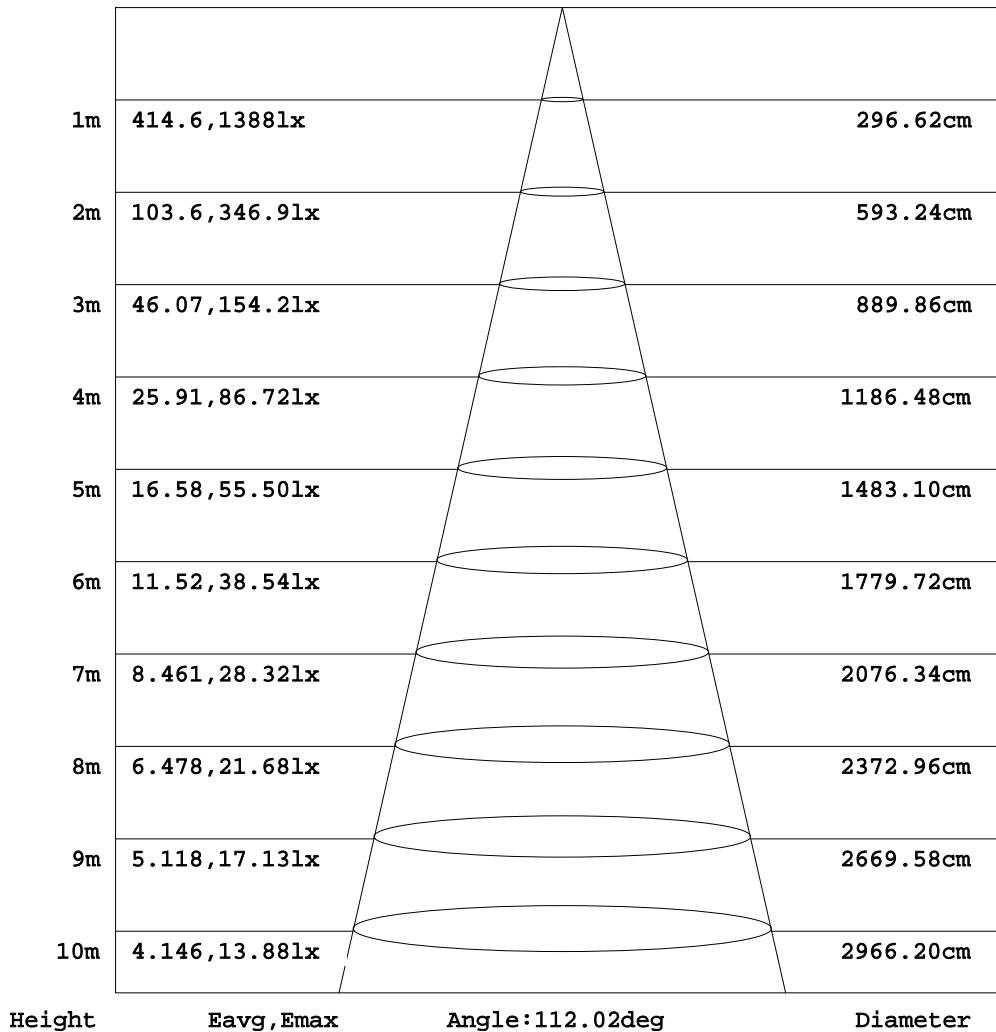 1m 414.6,1388lx 296.62cm
2m 103.6,346.9lx 593.24cm
3m 46.07,154.2lx 889.86cm
4m 25.91,86.72lx 1186.48cm
5m 16.58,55.50lx 1483.10cm
6m 11.52,38.54lx 1779.72cm
7m 8.461,28.32lx 2076.34cm
8m 6.478,21.68lx 2372.96cm
9m 5.118,17.13lx 2669.58cm
10m 4.146,13.88lx 2966.20cm
Height Eavg,Emax Angle:112.02deg Diameter